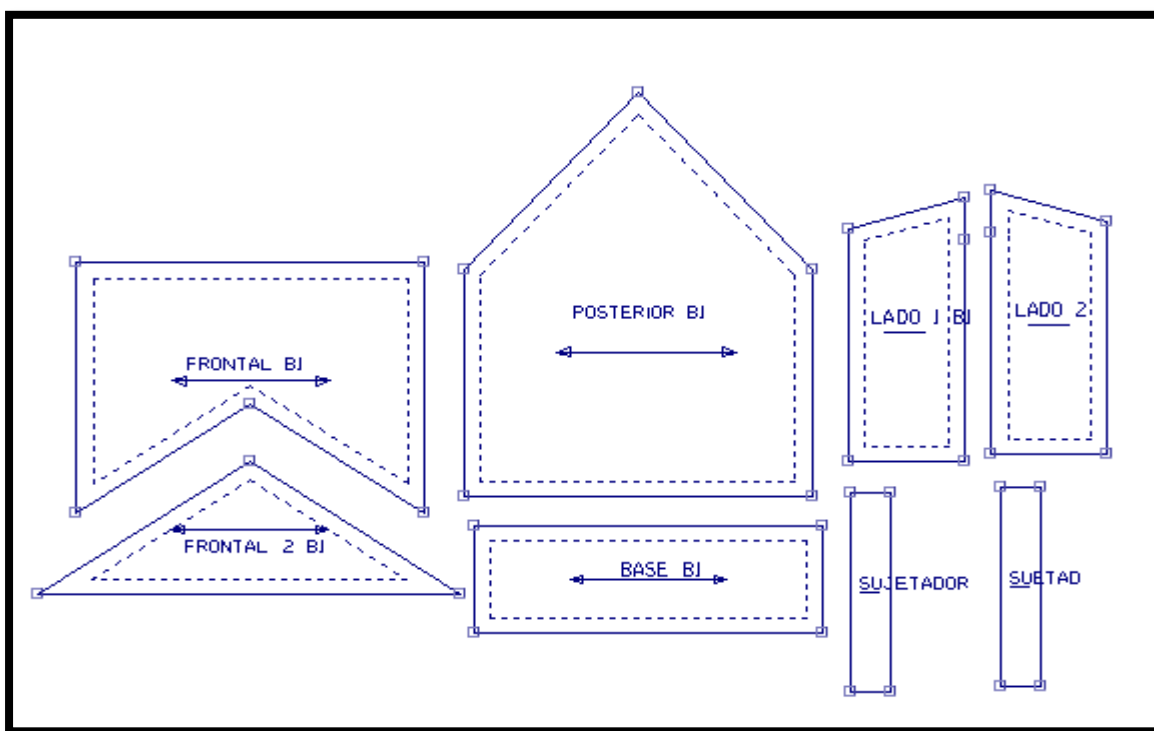 FRONTAL BJ
FRONTAL 2 BJ
POSTERIOR BJ
BASE BJ
LADO 1 BJ
LADO 2
SUJETADOR
SUETAD